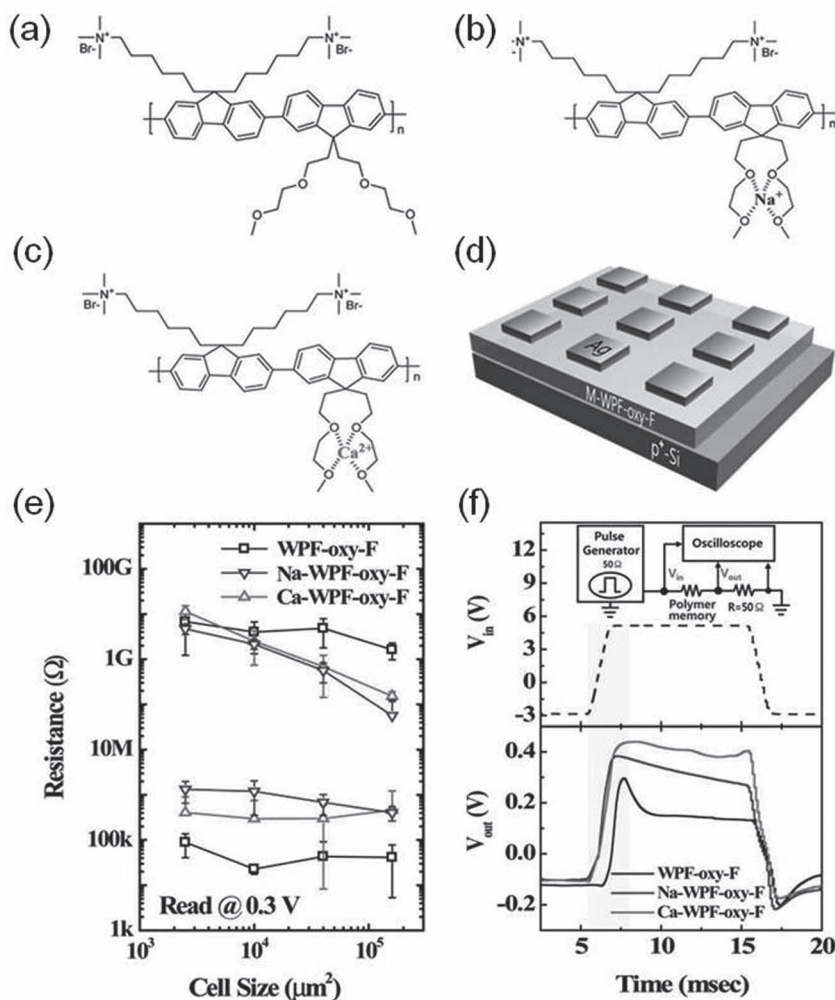 (a)
N⁺
Br-
N⁺
Br-
n
O
O
O
O
(b)
N⁺
N⁺
Br-
n
O
O
Na⁺
O
O
(c)
N⁺
Br-
N⁺
Br-
n
O
O
Ca²⁺
O
O
(d)
Ag
M-WPF-oxy-F
p⁺-Si
(e)
WPF-oxy-F
Na-WPF-oxy-F
Ca-WPF-oxy-F
100G
1G
10M
100k
1k
Resistance (Ω)
Read @ 0.3 V
10³ 10⁴ 10⁵
Cell Size (μm²)
(f)
Pulse
Generator
50Ω
Oscilloscope
Vin
Vout
Polymer
memory
R=50 Ω
12
9
6
3
0
-3
Vin (V)
0.4
0.2
0.0
-0.2
Vout (V)
WPF-oxy-F
Na-WPF-oxy-F
Ca-WPF-oxy-F
5 10 15 20
Time (msec)